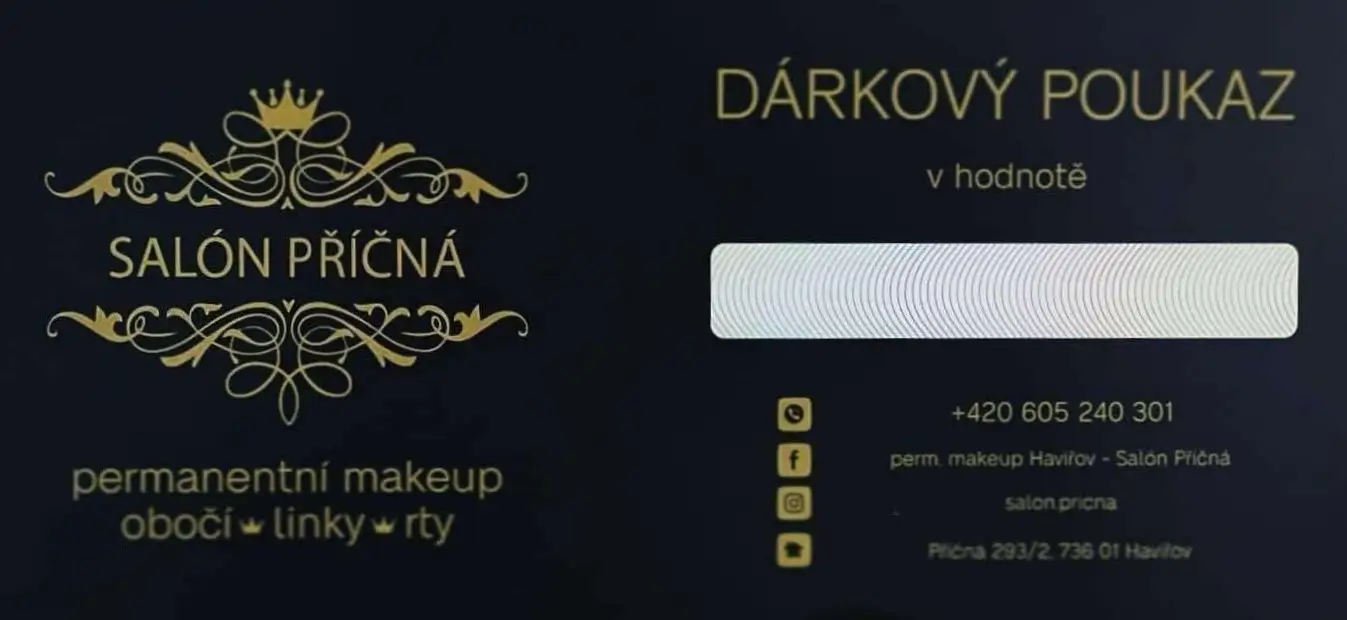 SALÓN PŘÍČNÁ
permanentní makeup
obočí linky rty
DÁRKOVÝ POUKAZ
v hodnotě
+420 605 240 301
perm. makeup Havířov - Salón Příčná
salon.pricna
Příčná 293/2, 736 01 Havířov